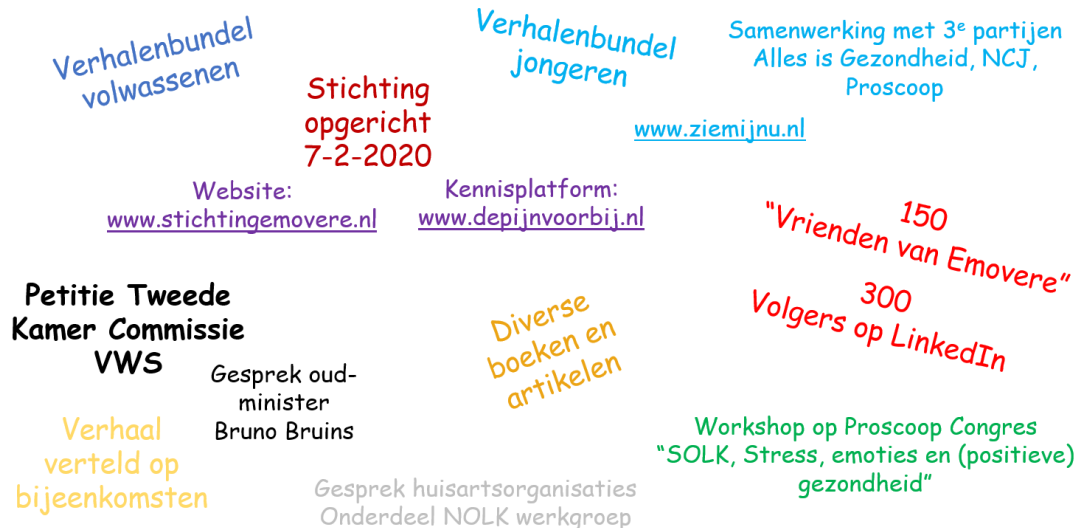 Verhalenbundel
volwassenen
Stichting
opgericht
7-2-2020
Verhalenbundel
jongeren
Samenwerking met 3e partijen
Alles is Gezondheid, NCJ,
Proscoop
www.ziemijnu.nl
Website:
www.stichtingemovere.nl
Kennisplatform:
www.depijnvoorbij.nl
150
“Vrienden van Emovere”
300
Volgers op LinkedIn
Petitie Tweede
Kamer Commissie
VWS
Gesprek oud-
minister
Bruno Bruins
Diverse
boeken en
artikelen
Verhaal
verteld op
bijeenkomsten
Gesprek huisartsorganisaties
Onderdeel NOLK werkgroep
Workshop op Proscoop Congres
“SOLK, Stress, emoties en (positieve)
gezondheid”